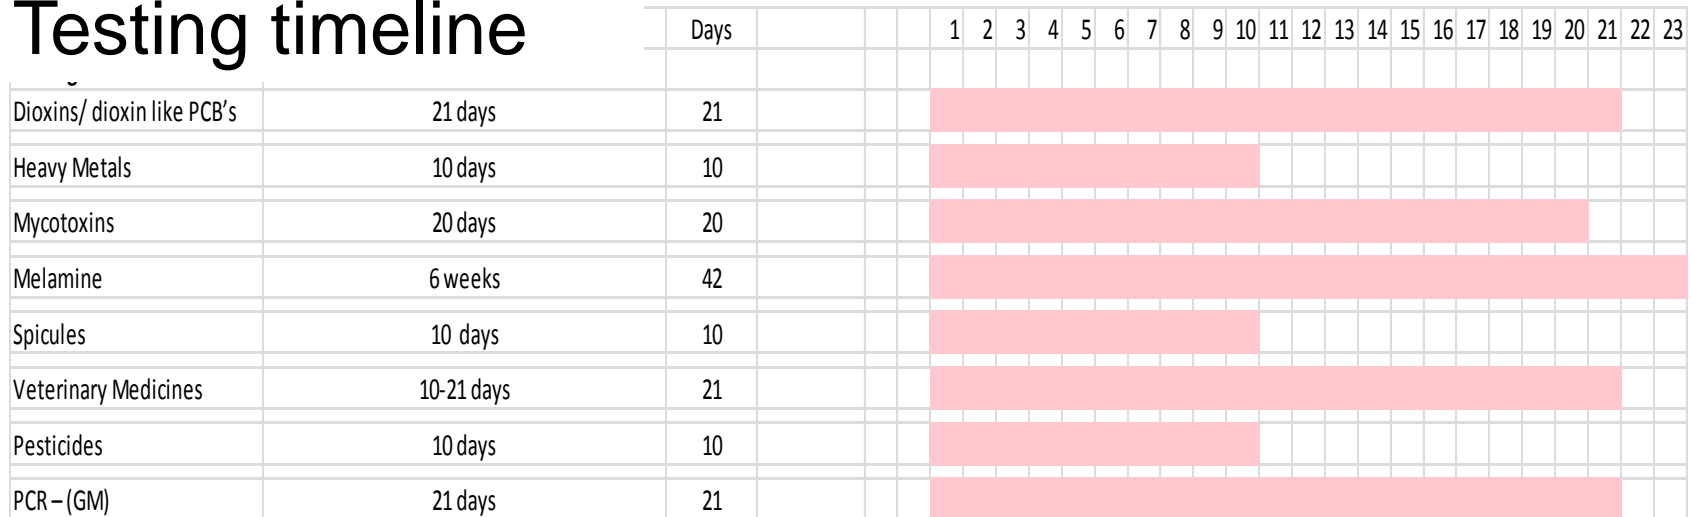 Testing timeline
Days 1 2 3 4 5 6 7 8 9 10 11 12 13 14 15 16 17 18 19 20 21 22 23
Dioxins/ dioxin like PCB’s 21 days 21
Heavy Metals 10 days 10
Mycotoxins 20 days 20
Melamine 6 weeks 42
Spicules 10 days 10
Veterinary Medicines 10-21 days 21
Pesticides 10 days 10
PCR – (GM) 21 days 21